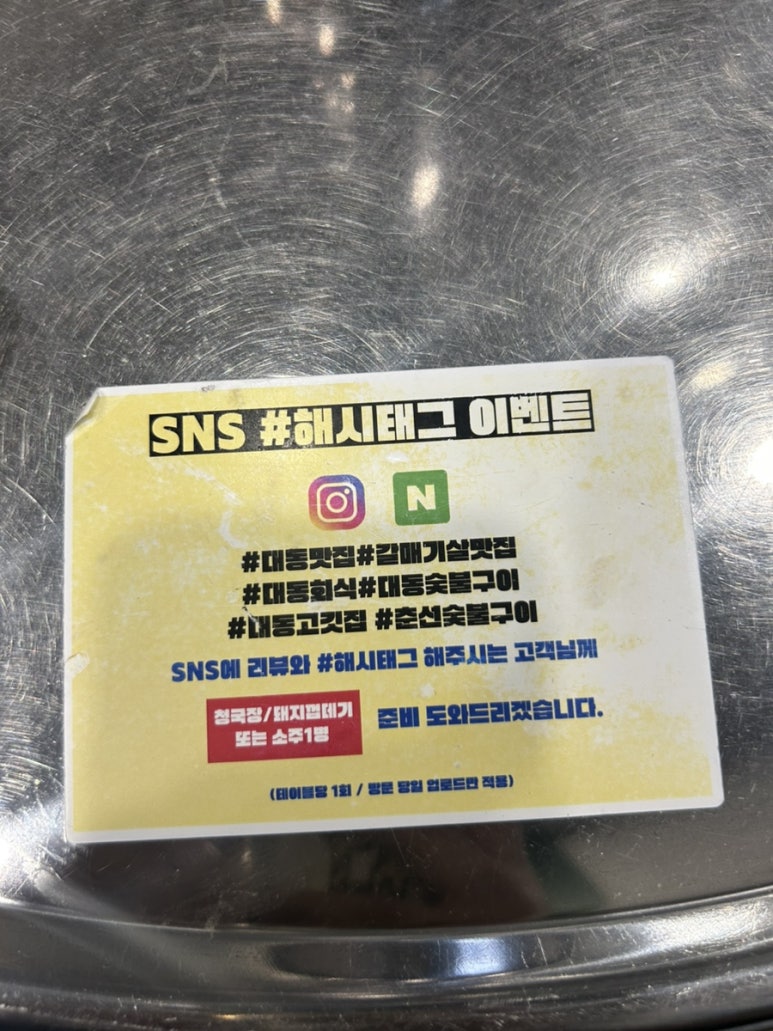 SNS #해시태그 이벤트
N
#대동맛집#갈매기살맛집
#대동회식#대동숯불구이
#대동고깃집 #춘선숯불구이
SNS에 리뷰와 #해시태그 해주시는 고객님께
청국장/돼지껍데기
또는 소주1병
준비 도와드리겠습니다.
(테이블당 1회 / 방문 당일 업로드만 적용)